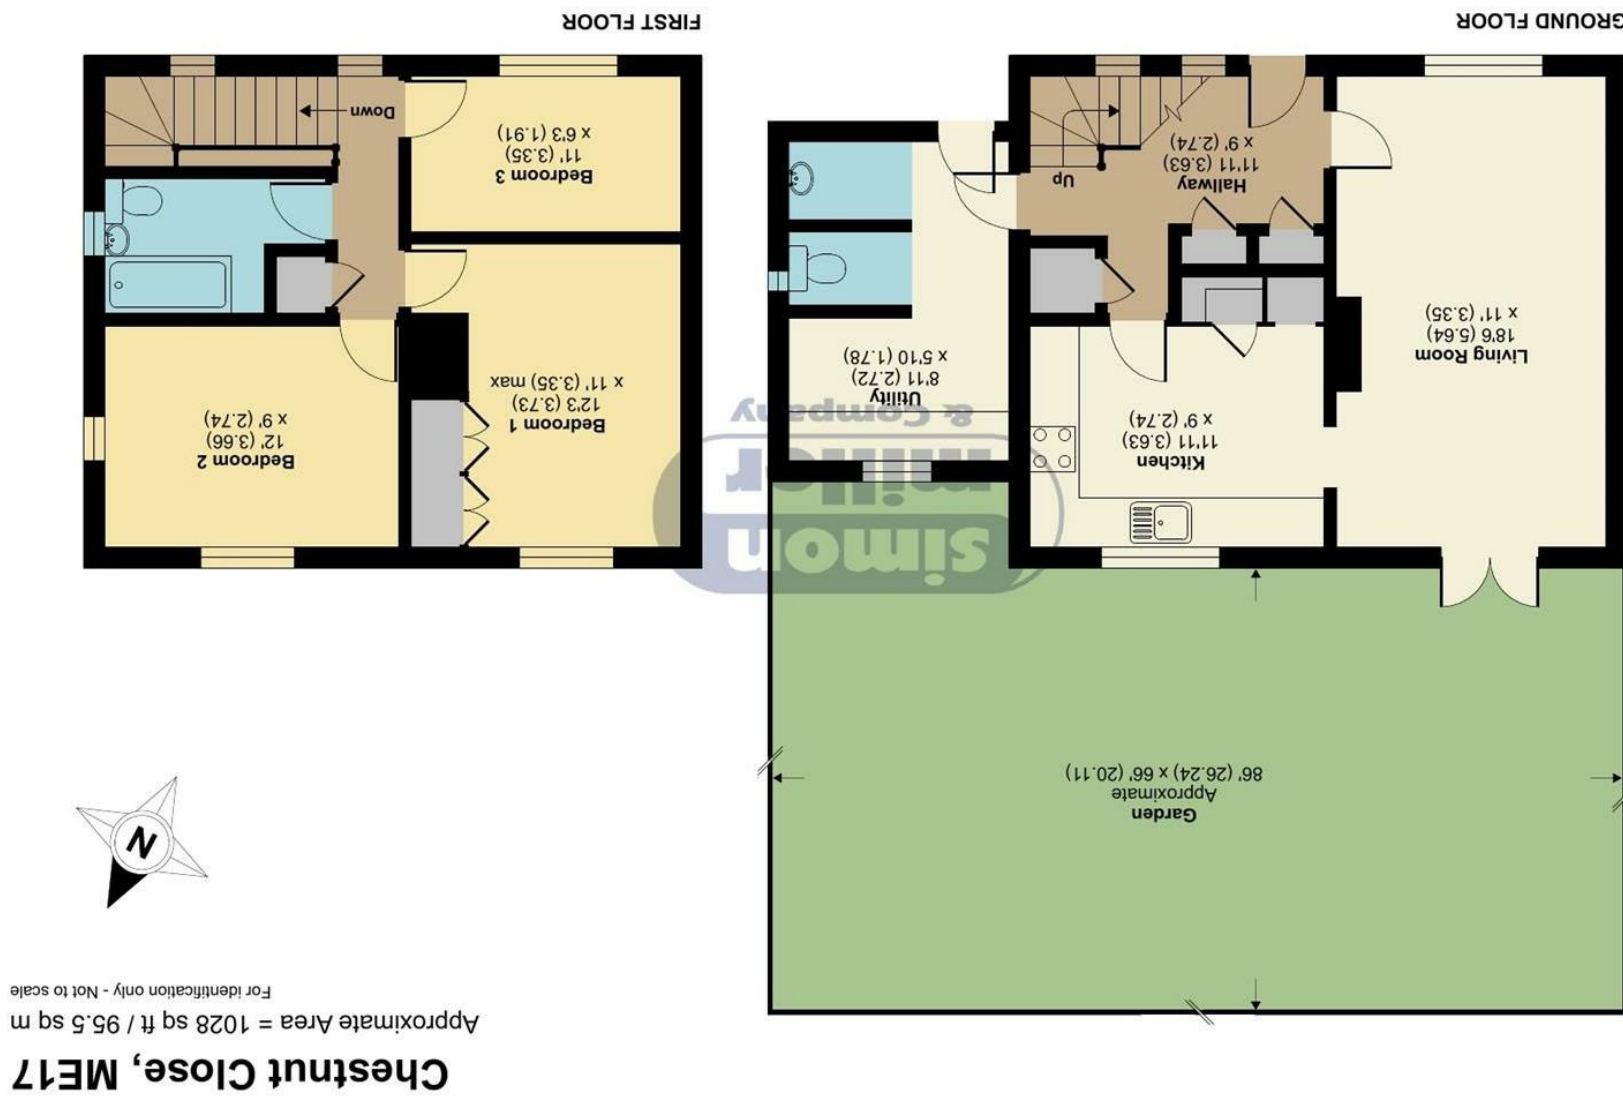 Chestnut Close, ME17
Approximate Area = 1028 sq ft / 95.5 sq m
For identification only - Not to scale
N
Garden
Approximate
86' (26.24) x 66' (20.11)
simon
miller
& Company
Living Room
18'6 (5.64)
x 11' (3.35)
Kitchen
11'11 (3.63)
x 9' (2.74)
Utility
8'11 (2.72)
x 5'10 (1.78)
Hallway
11'11 (3.63)
x 9' (2.74)
Up
GROUND FLOOR
Bedroom 1
12'3 (3.73)
x 11' (3.35) max
Bedroom 2
12' (3.66)
x 9' (2.74)
Bedroom 3
11' (3.35)
x 6'3 (1.91)
Down
FIRST FLOOR